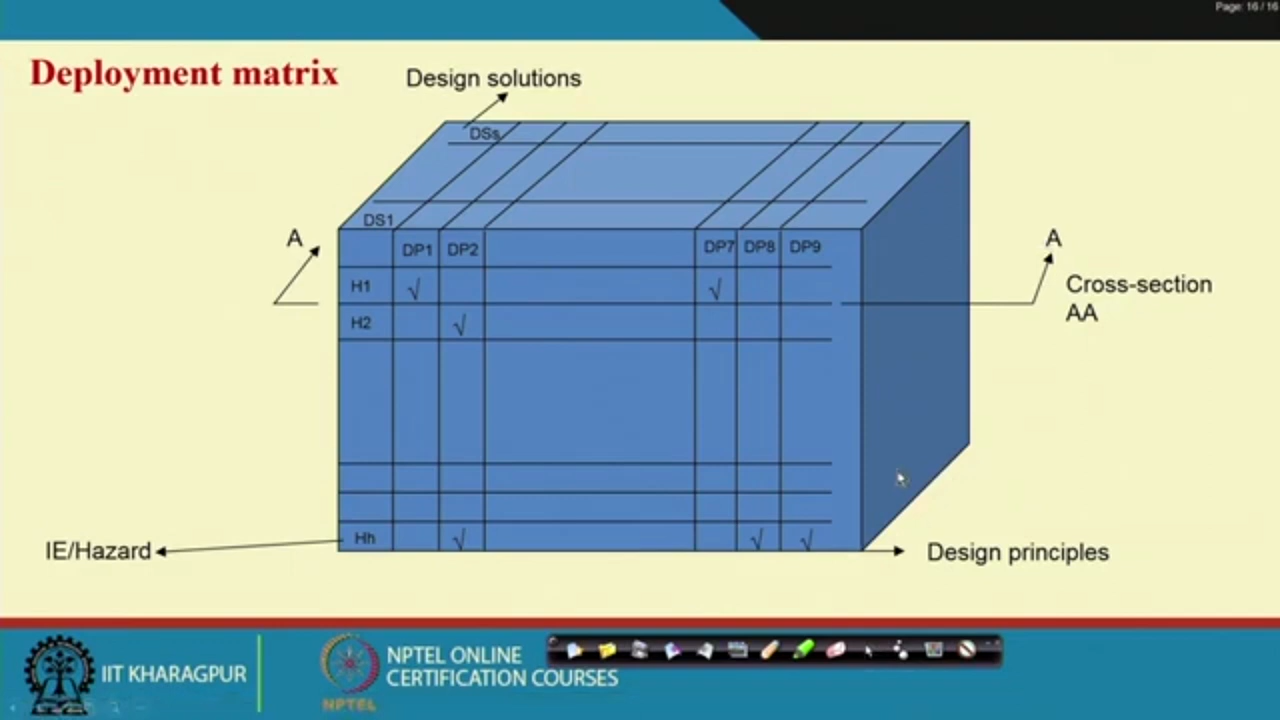 Page: 16 / 16
Deployment matrix
Design solutions
DSs
DS1
A
A
DP1 DP2 DP7 DP8 DP9
Cross-section
AA
H1 √ √
H2 √
Hh √ √ √
IE/Hazard
Design principles
IIT KHARAGPUR
NPTEL ONLINE
CERTIFICATION COURSES
NPTEL